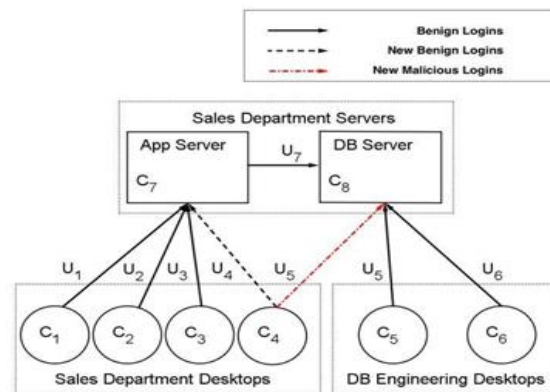 Benign Logins
New Benign Logins
New Malicious Logins
Sales Department Servers
App Server
C7
U7
DB Server
C8
U1
U2
U3
U4
U5
U5
U6
C1
C2
C3
C4
C5
C6
Sales Department Desktops
DB Engineering Desktops